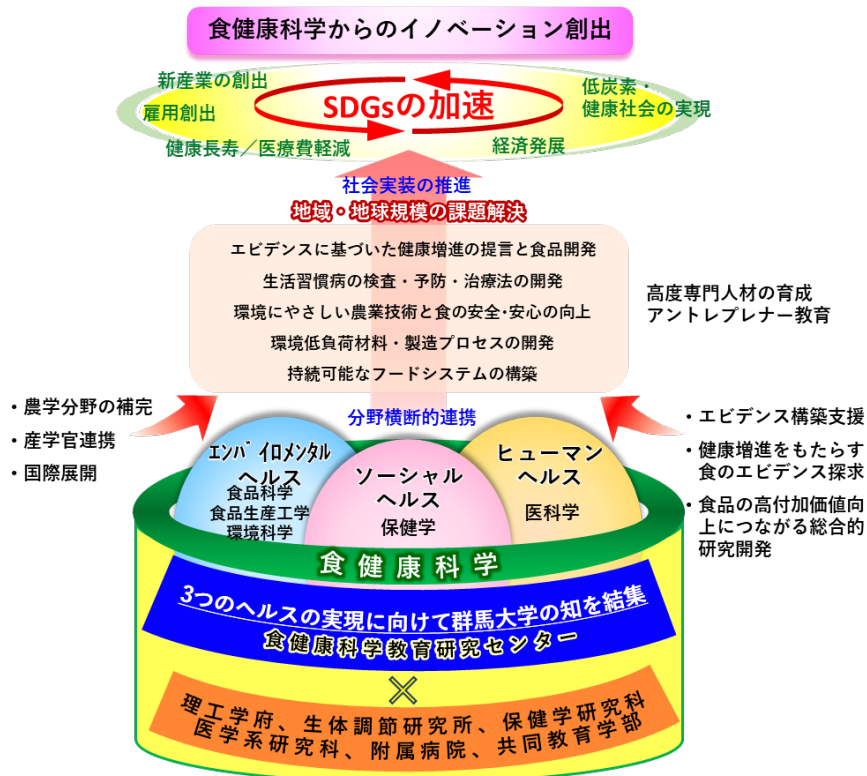 食健康科学からのイノベーション創出
新産業の創出
雇用創出
健康長寿／医療費軽減
SDGsの加速
低炭素・
健康社会の実現
経済発展
社会実装の推進
地域・地球規模の課題解決
エビデンスに基づいた健康増進の提言と食品開発
生活習慣病の検査・予防・治療法の開発
環境にやさしい農業技術と食の安全･安心の向上
環境低負荷材料・製造プロセスの開発
持続可能なフードシステムの構築
高度専門人材の育成
アントレプレナー教育
・農学分野の補完
・産学官連携
・国際展開
分野横断的連携
・エビデンス構築支援
・健康増進をもたらす
食のエビデンス探求
・食品の高付加価値向
上につながる総合的
研究開発
エンバイロメンタル
ヘルス
食品科学
食品生産工学
環境科学
ソーシャル
ヘルス
保健学
ヒューマン
ヘルス
医科学
食健康科学
3つのヘルスの実現に向けて群馬大学の知を結集
食健康科学教育研究センター
×
理工学府、生体調節研究所、保健学研究科
医学系研究科、附属病院、共同教育学部